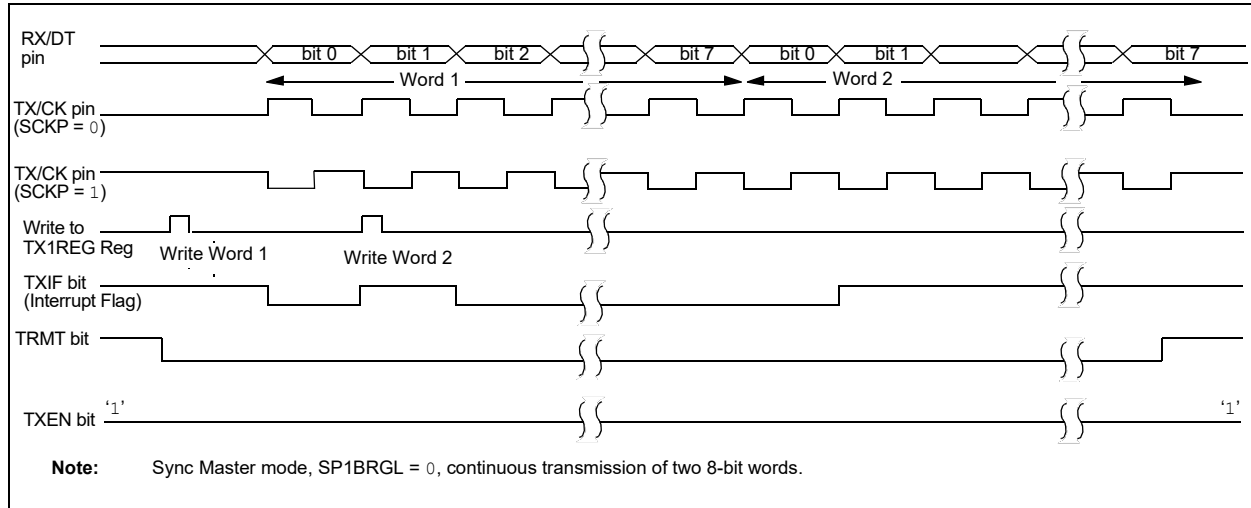 RX/DT
pin
bit 0 bit 1 bit 2 bit 7 bit 0 bit 1 bit 7
Word 1 Word 2
TX/CK pin
(SCKP = 0)
TX/CK pin
(SCKP = 1)
Write to
TX1REG Reg
Write Word 1 Write Word 2
TXIF bit
(Interrupt Flag)
TRMT bit
TXEN bit
‘1’ ‘1’
Note: Sync Master mode, SP1BRGL = 0, continuous transmission of two 8-bit words.